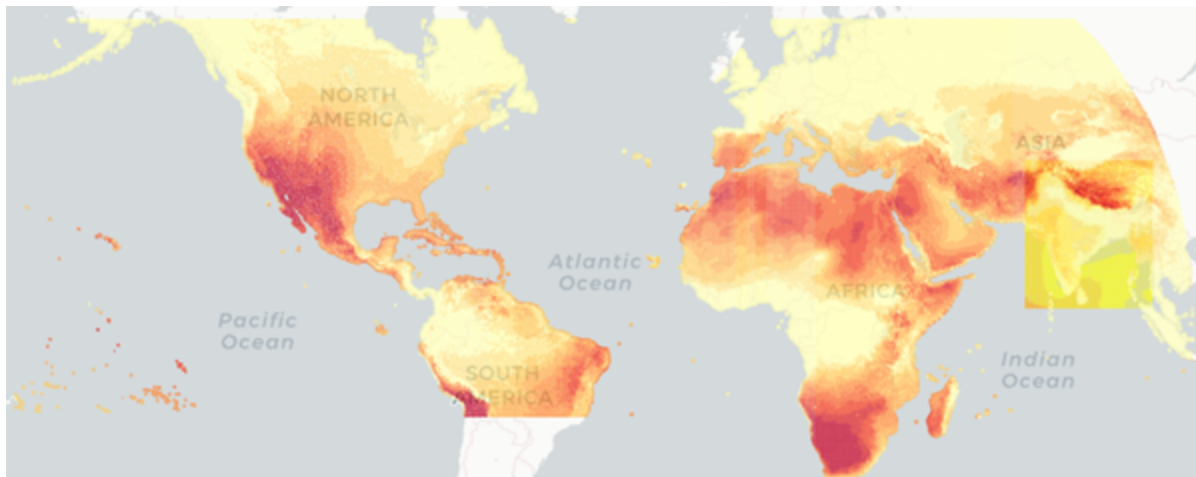 NORTH
AMERICA
ASIA
Atlantic
Ocean
AFRICA
Pacific
Ocean
Indian
Ocean
SOUTH
AMERICA